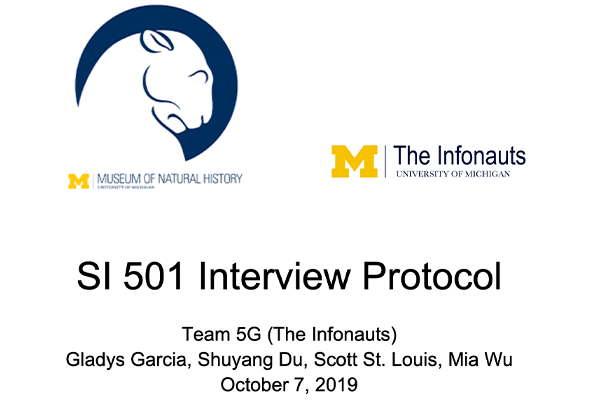 M MUSEUM OF NATURAL HISTORY
UNIVERSITY OF MICHIGAN
M The Infonauts
UNIVERSITY OF MICHIGAN
SI 501 Interview Protocol
Team 5G (The Infonauts)
Gladys Garcia, Shuyang Du, Scott St. Louis, Mia Wu
October 7, 2019